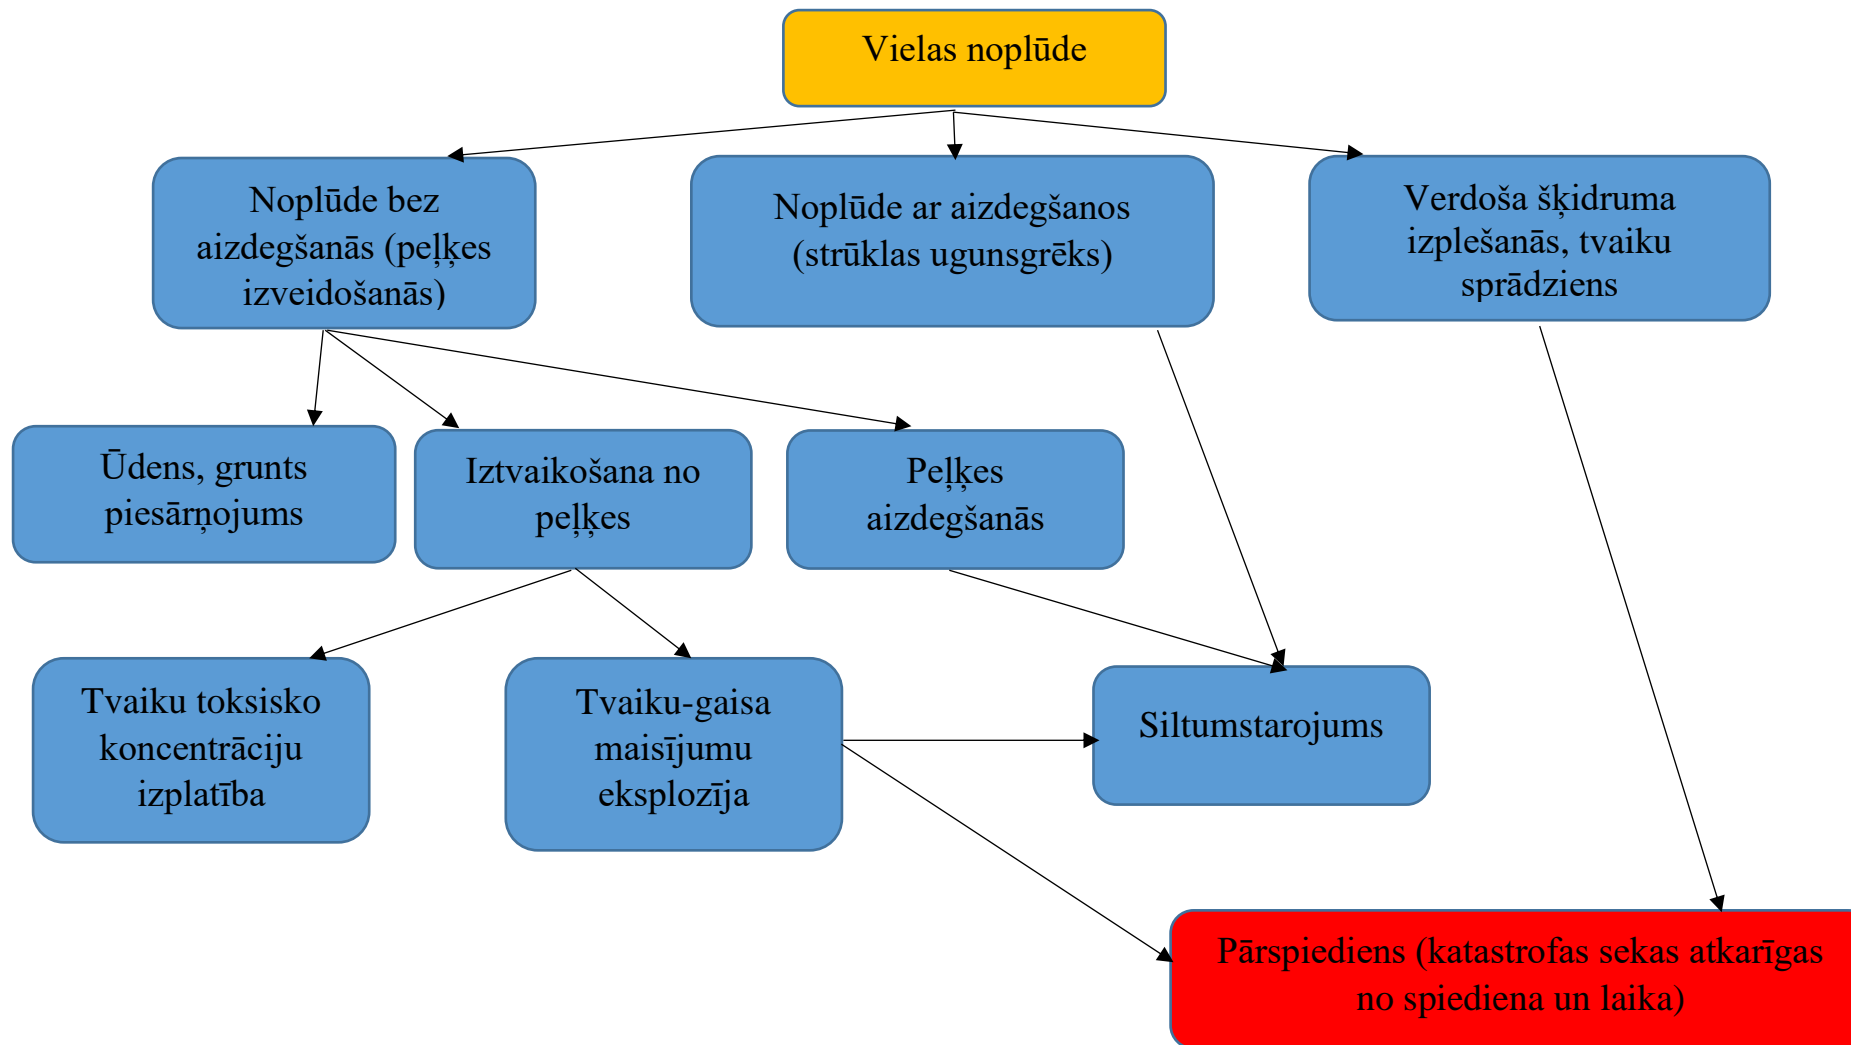 Vielas noplūde
Noplūde bez
aizdegšanās (peļķes
izveidošanās)
Noplūde ar aizdegšanos
(strūklas ugunsgrēks)
Verdoša šķidruma
izplešanās, tvaiku
sprādziens
Ūdens, grunts
piesārņojums
Iztvaikošana no
peļķes
Peļķes
aizdegšanās
Tvaiku toksisko
koncentrāciju
izplatība
Tvaiku-gaisa
maisījumu
eksplozīja
Siltumstarojums
Pārspiediens (katastrofas sekas atkarīgas
no spiediena un laika)